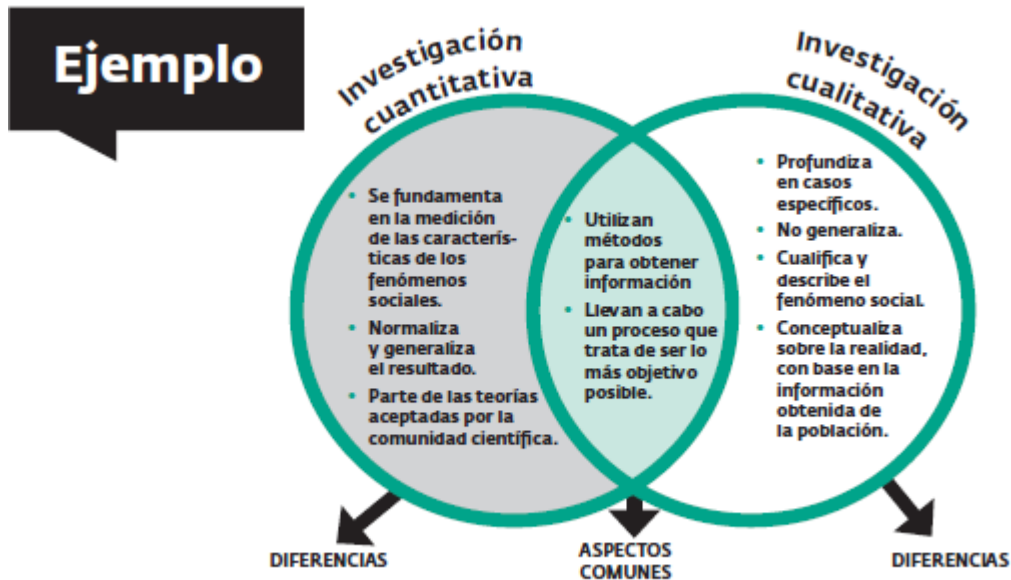 Ejemplo
Investigación
cuantitativa
Investigación
cualitativa
• Se fundamenta
en la medición
de las caracterís-
ticas de los
fenómenos
sociales.
• Normaliza
y generaliza
el resultado.
• Parte de las teorías
aceptadas por la
comunidad científica.
• Utilizan
métodos
para obtener
información
• Llevan a cabo
un proceso que
trata de ser lo
más objetivo
posible.
• Profundiza
en casos
específicos.
• No generaliza.
• Cualifica y
describe el
fenómeno social.
• Conceptualiza
sobre la realidad,
con base en la
información
obtenida de
la población.
DIFERENCIAS
ASPECTOS
COMUNES
DIFERENCIAS